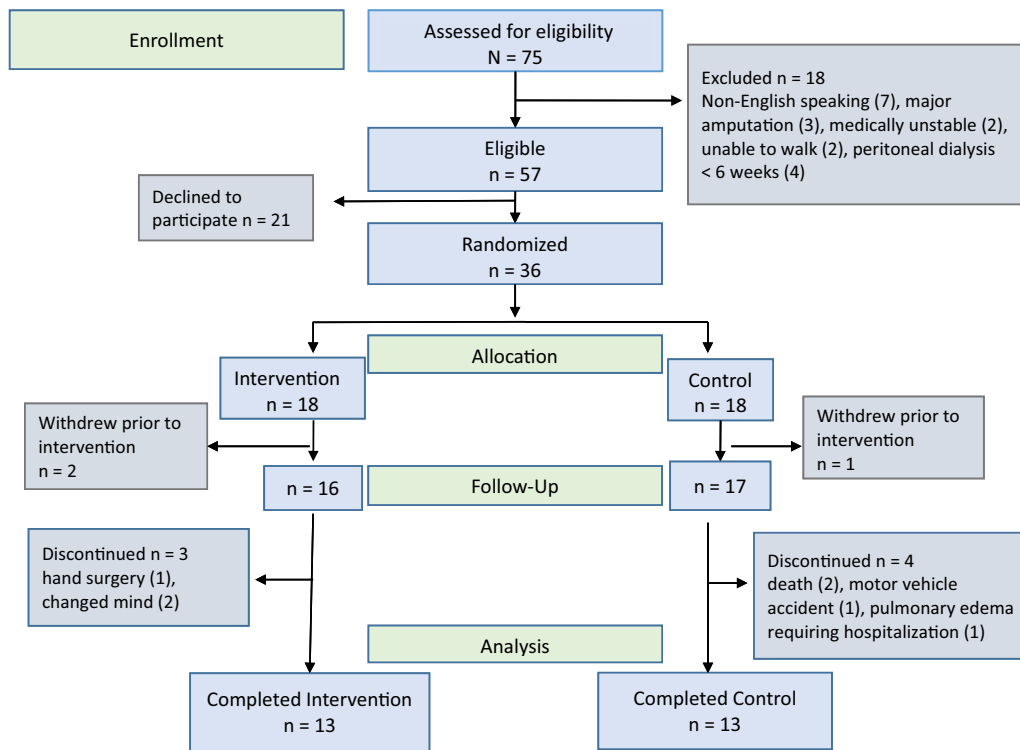 Enrollment
Assessed for eligibility
N = 75
Excluded n = 18
Non-English speaking (7), major
amputation (3), medically unstable (2),
unable to walk (2), peritoneal dialysis
< 6 weeks (4)
Eligible
n = 57
Declined to
participate n = 21
Randomized
n = 36
Allocation
Intervention
n = 18
Control
n = 18
Withdrew prior to
intervention
n = 2
Withdrew prior to
intervention
n = 1
n = 16
Follow-Up
n = 17
Discontinued n = 3
hand surgery (1),
changed mind (2)
Discontinued n = 4
death (2), motor vehicle
accident (1), pulmonary edema
requiring hospitalization (1)
Analysis
Completed Intervention
n = 13
Completed Control
n = 13